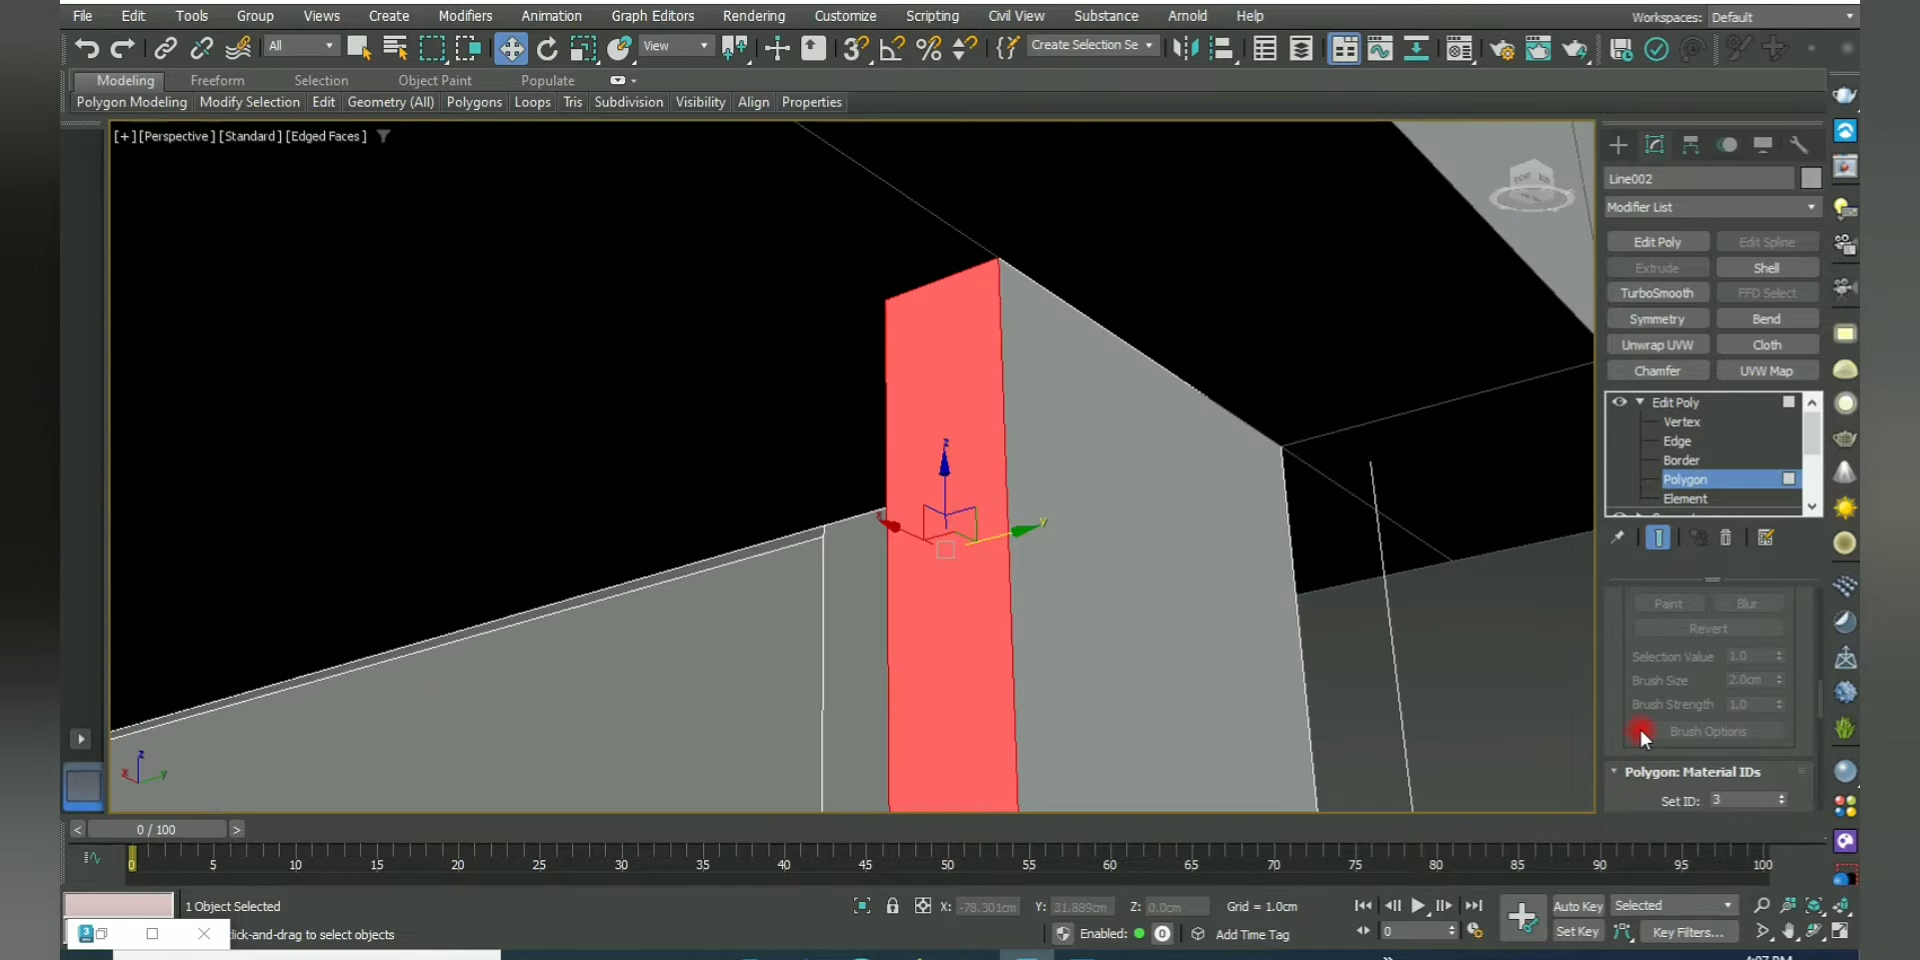 File Edit Tools Group Views Create Modifiers Animation Graph Editors Rendering Customize Scripting Civil View Substance Arnold Help
Workspaces: Default
All View Create Selection Se
Modeling Freeform Selection Object Paint Populate
Polygon Modeling Modify Selection Edit Geometry (All) Polygons Loops Tris Subdivision Visibility Align Properties
[+] [Perspective] [Standard] [Edged Faces]
Line002
Modifier List
Edit Poly Edit Spline
Extrude Shell
TurboSmooth FFD Select
Symmetry Bend
Unwrap UVW Cloth
Chamfer UVW Map
Edit Poly
Vertex
Edge
Border
Polygon
Element
z
x y
Paint Blur
Revert
Selection Value 1.0
Brush Size 2.0cm
Brush Strength 1.0
Brush Options
Polygon: Material IDs
Set ID: 3
z
x y
< 0 / 100 >
0 5 10 15 20 25 30 35 40 45 50 55 60 65 70 75 80 85 90 95 100
1 Object Selected X: -78.301cm Y: 31.889cm Z: 0.0cm Grid = 1.0cm Auto Key Selected
lick-and-drag to select objects Enabled: 0 Add Time Tag 0 Set Key Key Filters...